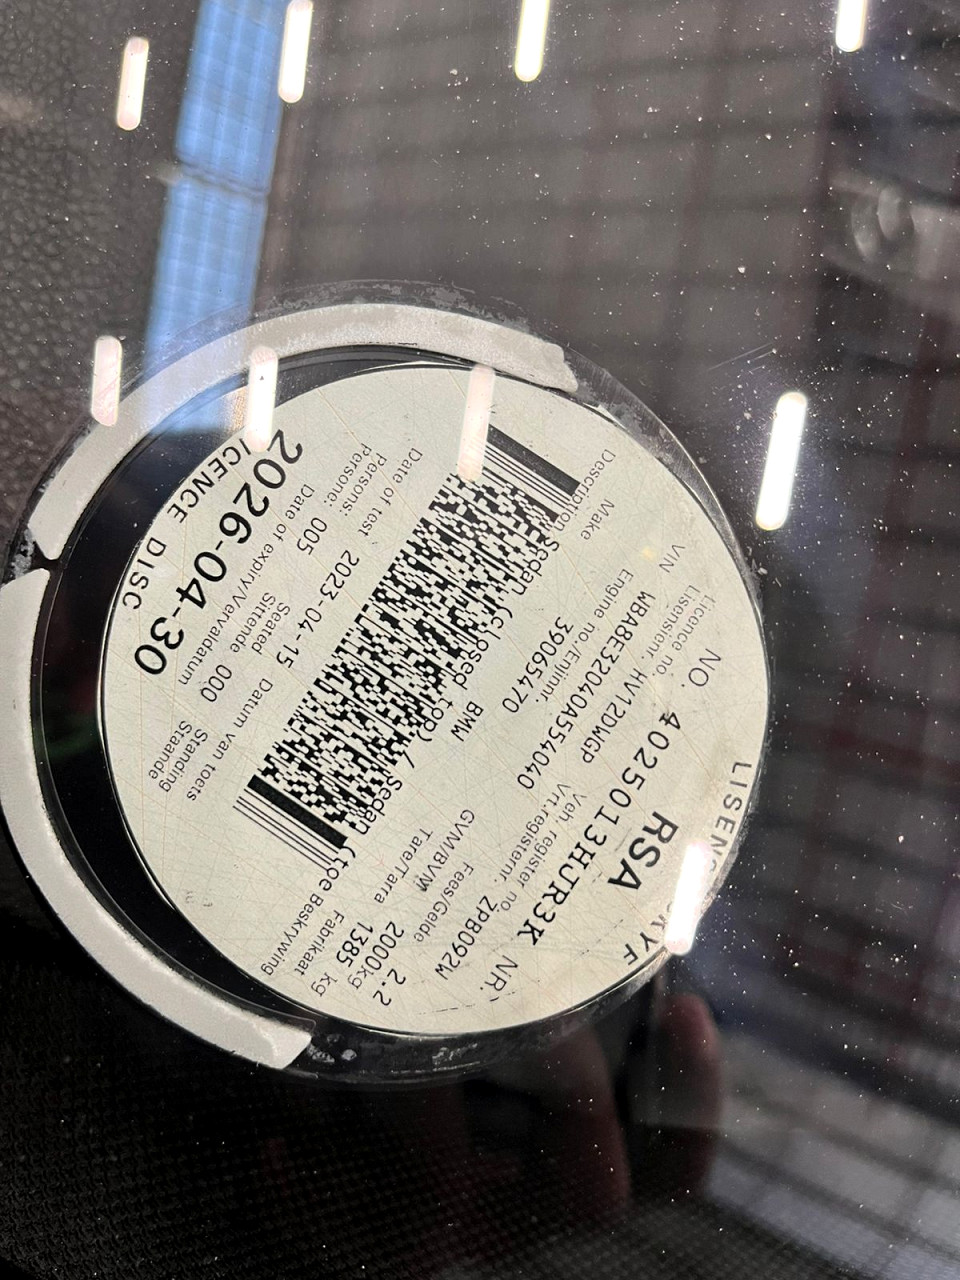 RSA
LISENSSKYF
NO. 4025013HJTR3K NR.
Licence no.
Lisensienr. HV12DWGP
Veh. register no.
Vrt.registernr. ZPB092W
VIN WBA8E32040A554040
Engine no./Enjinnr. 39065470
Fees/Gelde 2.2
GVM/BVM 2000kg
Tare/Tarra 1385 kg
Make BMW Fabrikaat
Description Sedan (closed top) / Sedan (toe Beskrywing
Date of test 2023-04-15 Datum van toets
Persons:
Persone: 005
Seated
Sittende 000
Standing
Staande
Date of expiry/Vervaldatum
2026-04-30
LICENCE DISC